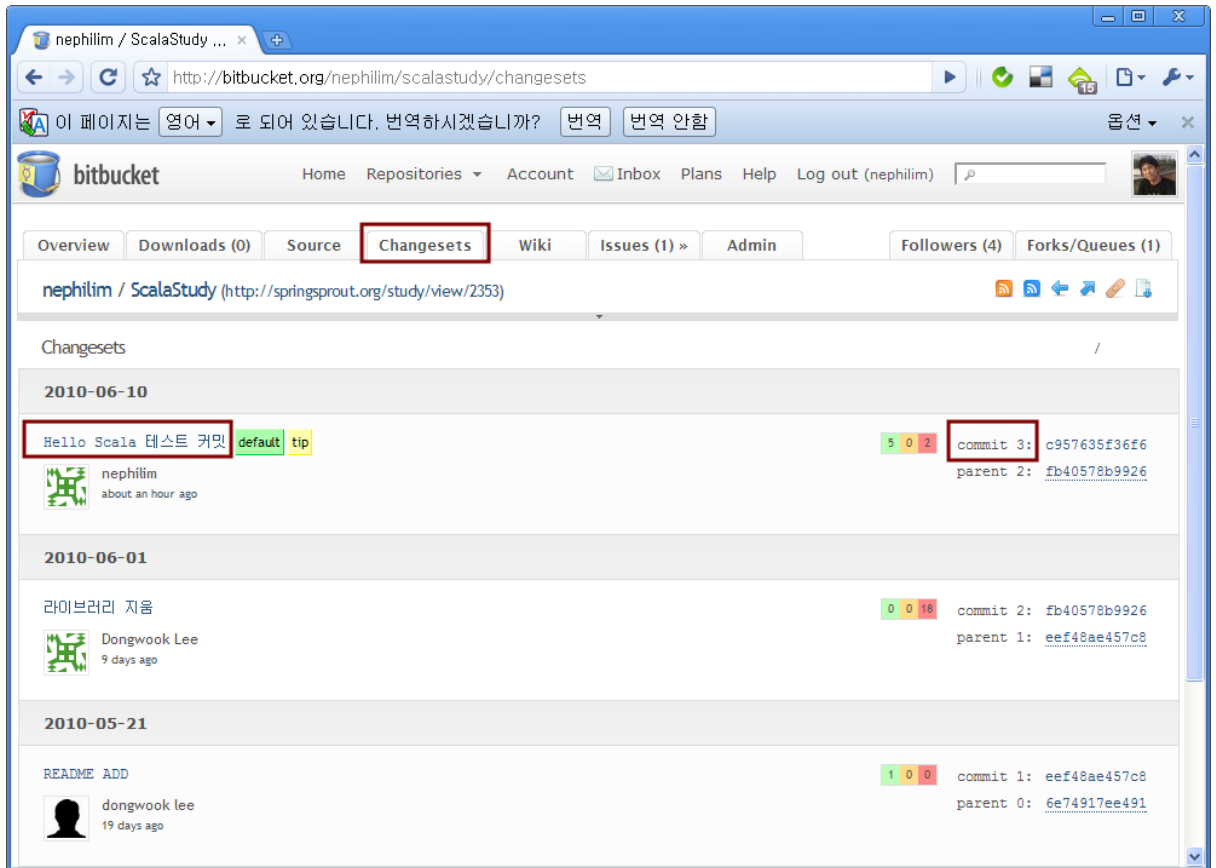 nephilim / ScalaStudy ...
http://bitbucket.org/nephilim/scalastudy/changesets
15
이 페이지는 영어 로 되어 있습니다. 번역하시겠습니까? 번역 번역 안함 옵션
bitbucket Home Repositories Account Inbox Plans Help Log out (nephilim)
Overview Downloads (0) Source Changesets Wiki Issues (1) » Admin Followers (4) Forks/Queues (1)
nephilim / ScalaStudy (http://springsprout.org/study/view/2353)
Changesets /
2010-06-10
Hello Scala 테스트 커밋 default tip 5 0 2 commit 3: c957635f36f6
nephilim parent 2: fb40578b9926
about an hour ago
2010-06-01
라이브러리 지움 0 0 18 commit 2: fb40578b9926
Dongwook Lee parent 1: eef48ae457c8
9 days ago
2010-05-21
README ADD 1 0 0 commit 1: eef48ae457c8
dongwook lee parent 0: 6e74917ee491
19 days ago